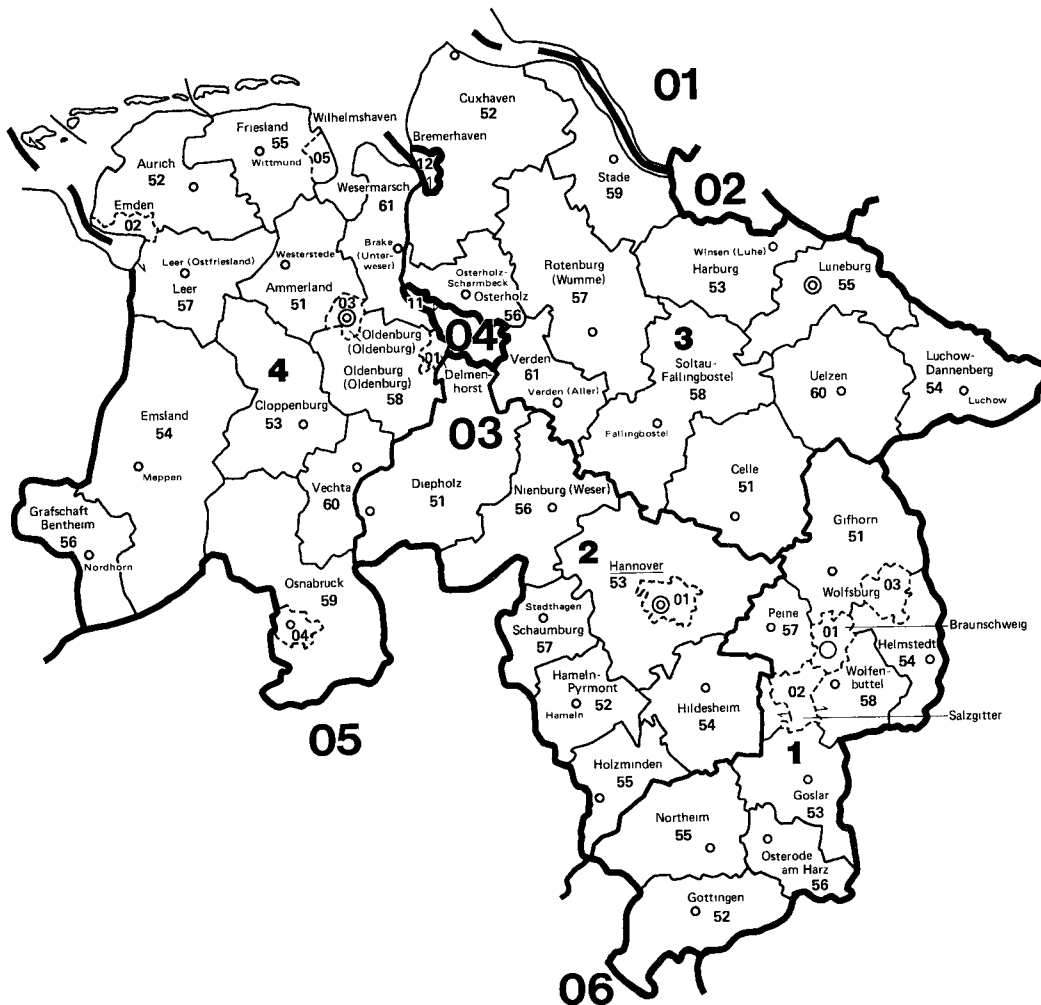 01
Cuxhaven
52
Wilhelmshaven
Friesland
55
Wittmund
05
Bremerhaven
12
Aurich
52
Stade
59
02
Wesermarsch
61
Emden
02
Winsen (Luhe)
Harburg
53
Luneburg
55
Brake
(Unter-
weser)
Westerstede
Leer (Ostfriesland)
Leer
57
Ammerland
51
Osterholz-
Scharmbeck
Osterholz
56
Rotenburg
(Wumme)
57
03
11
04
Oldenburg
(Oldenburg)
Oldenburg
(Oldenburg)
58
01
Delmen-
horst
Verden
61
Verden (Aller)
3
Soltau-
Fallingbostel
58
Fallingbostel
Uelzen
60
Luchow-
Dannenberg
54
Luchow
4
Cloppenburg
53
Emsland
54
Meppen
03
Vechta
60
Diepholz
51
Nienburg (Weser)
56
Celle
51
Grafschaft
Bentheim
56
Nordhorn
Gifhorn
51
2
Hannover
53
01
Osnabruck
59
04
Stadthagen
Schaumburg
57
Peine
57
Wolfsburg
03
01
Braunschweig
Helmstedt
54
Hameln-
Pyrmont
52
Hameln
Hildesheim
54
02
Wolfen-
buttel
58
Salzgitter
05
1
Holzminden
55
Goslar
53
Northeim
55
Osterode
am Harz
56
Gottingen
52
06